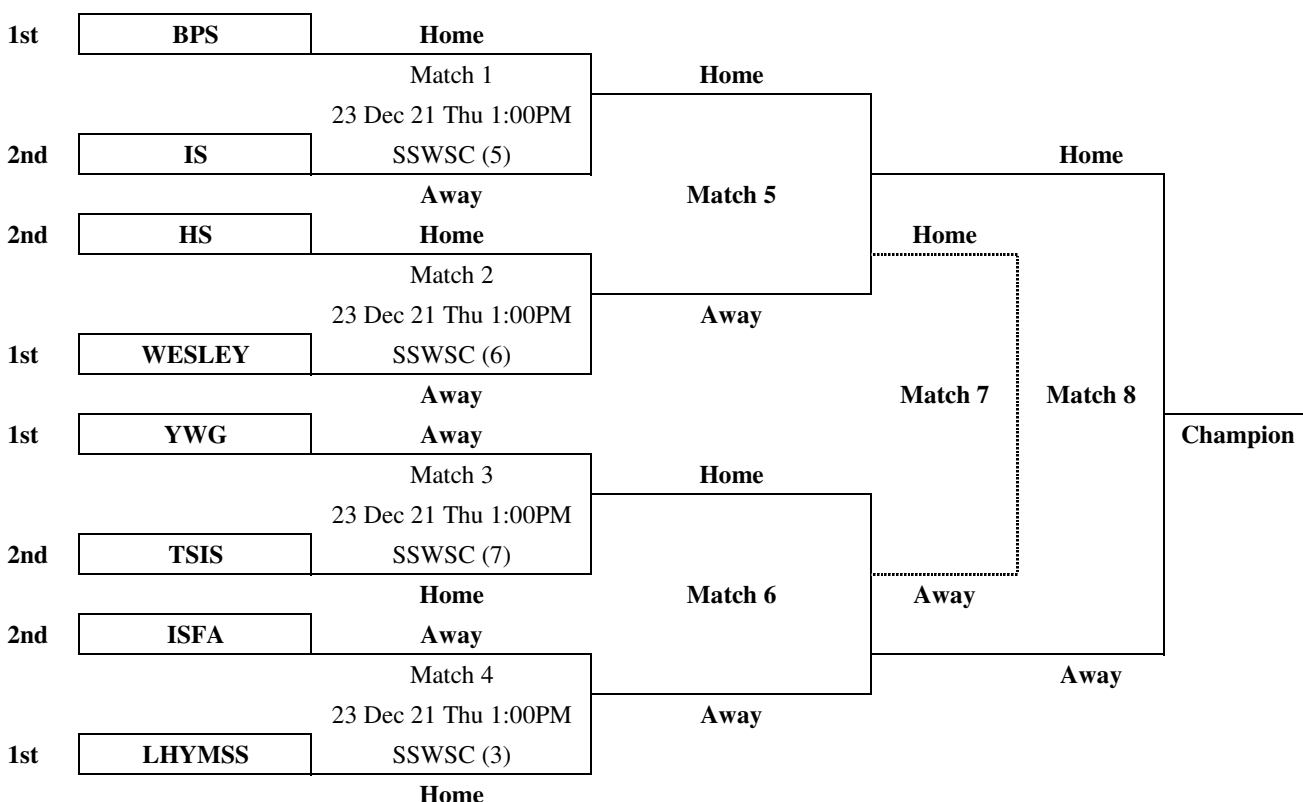 1st BPS Home
Match 1 Home
23 Dec 21 Thu 1:00PM
2nd IS SSWSC (5) Home
Away Match 5
2nd HS Home Home
Match 2
23 Dec 21 Thu 1:00PM Away
1st WESLEY SSWSC (6)
Away Match 7 Match 8
1st YWG Away Champion
Match 3 Home
23 Dec 21 Thu 1:00PM
2nd TSIS SSWSC (7)
Home Match 6 Away
2nd ISFA Away
Match 4 Away
23 Dec 21 Thu 1:00PM Away
1st LHYMSS SSWSC (3)
Home